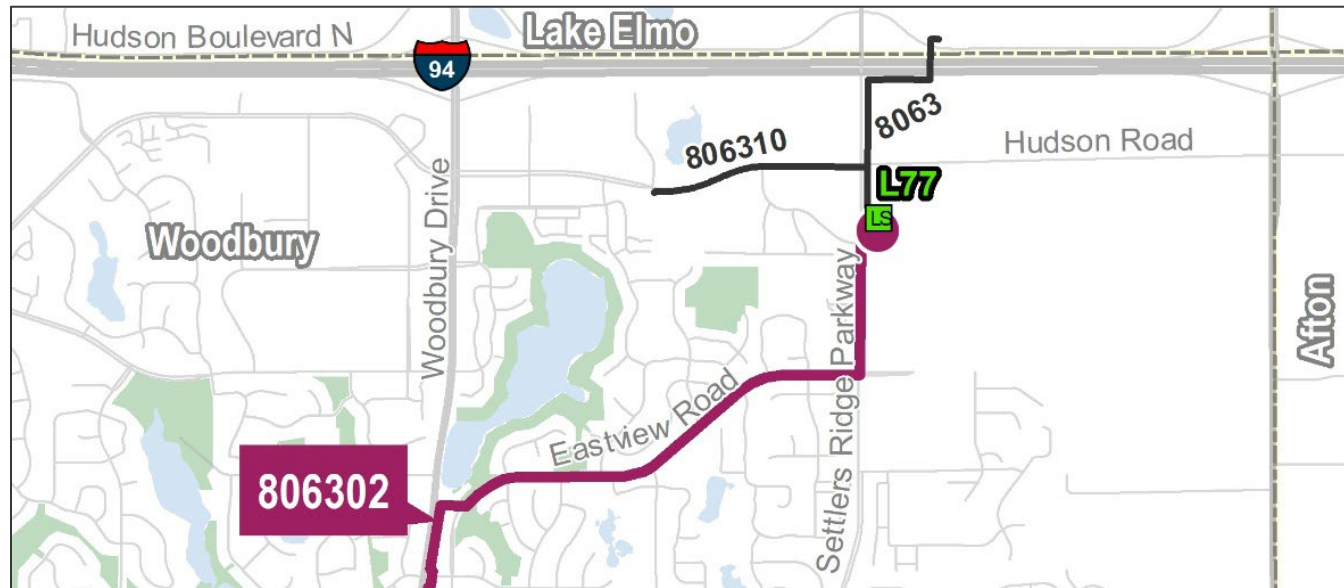 Hudson Boulevard N
Lake Elmo
94
8063
806310
Hudson Road
L77
LS
Woodbury
Woodbury Drive
Settlers Ridge Parkway
Afton
Eastview Road
806302